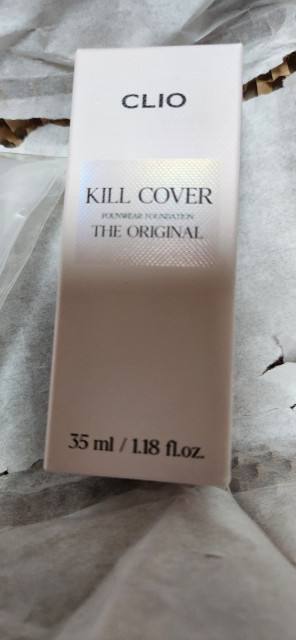 CLIO
KILL COVER
FOUNWEAR FOUNDATION
THE ORIGINAL
35 ml / 1.18 fl.oz.